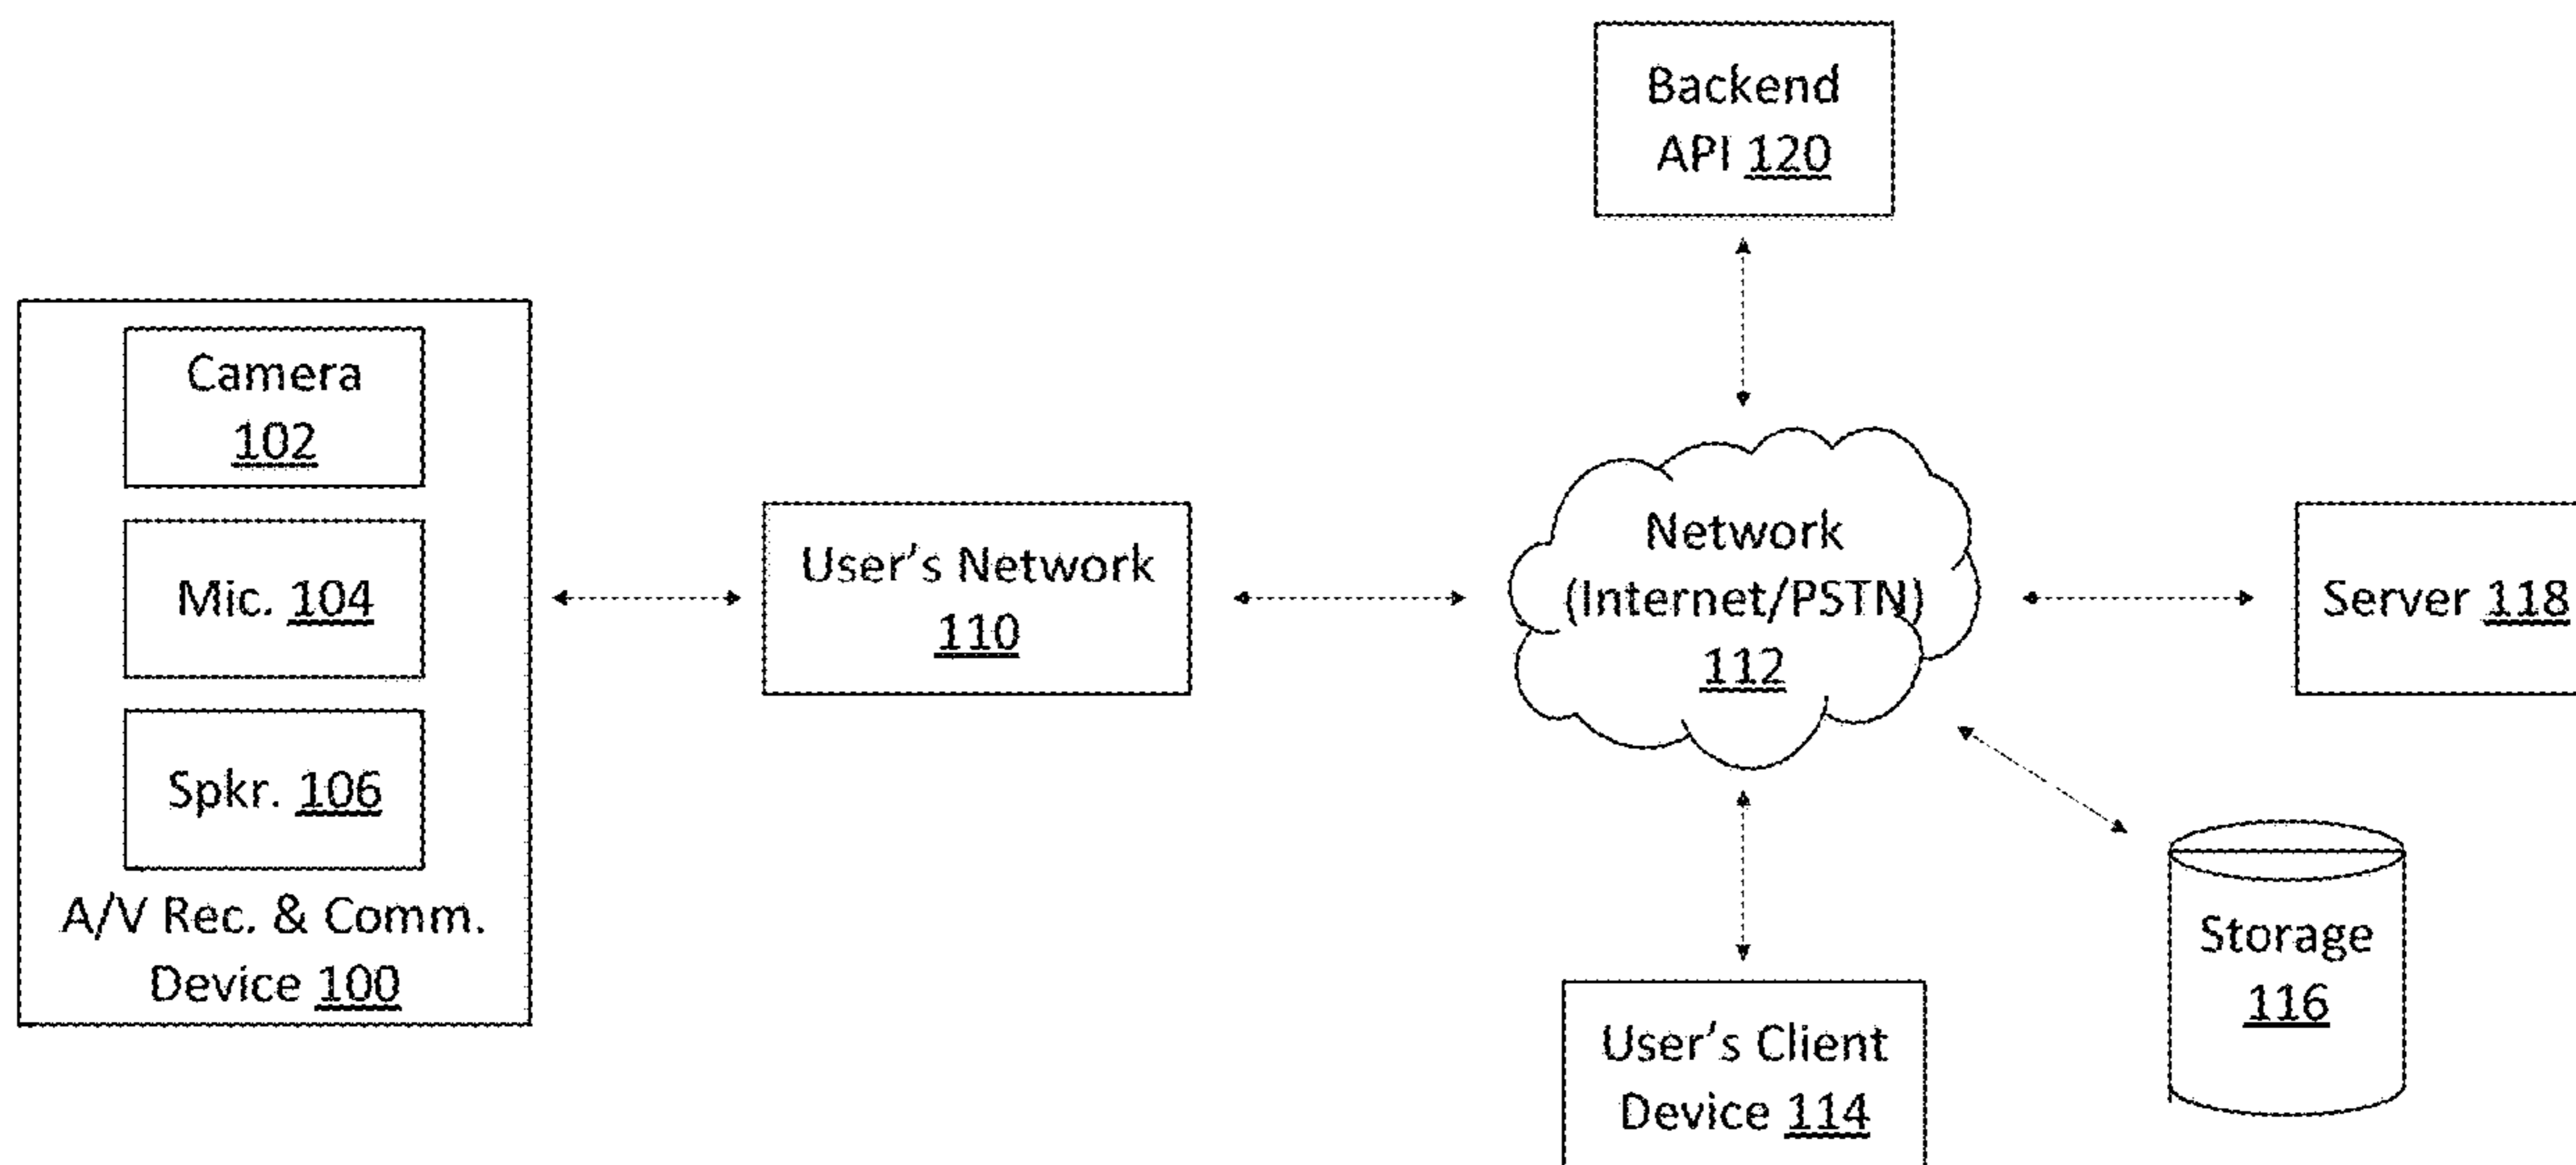 Backend
API 120
Camera
102
Mic. 104
Spkr. 106
A/V Rec. & Comm.
Device 100
User's Network
110
Network
(Internet/PSTN)
112
Server 118
Storage
116
User's Client
Device 114